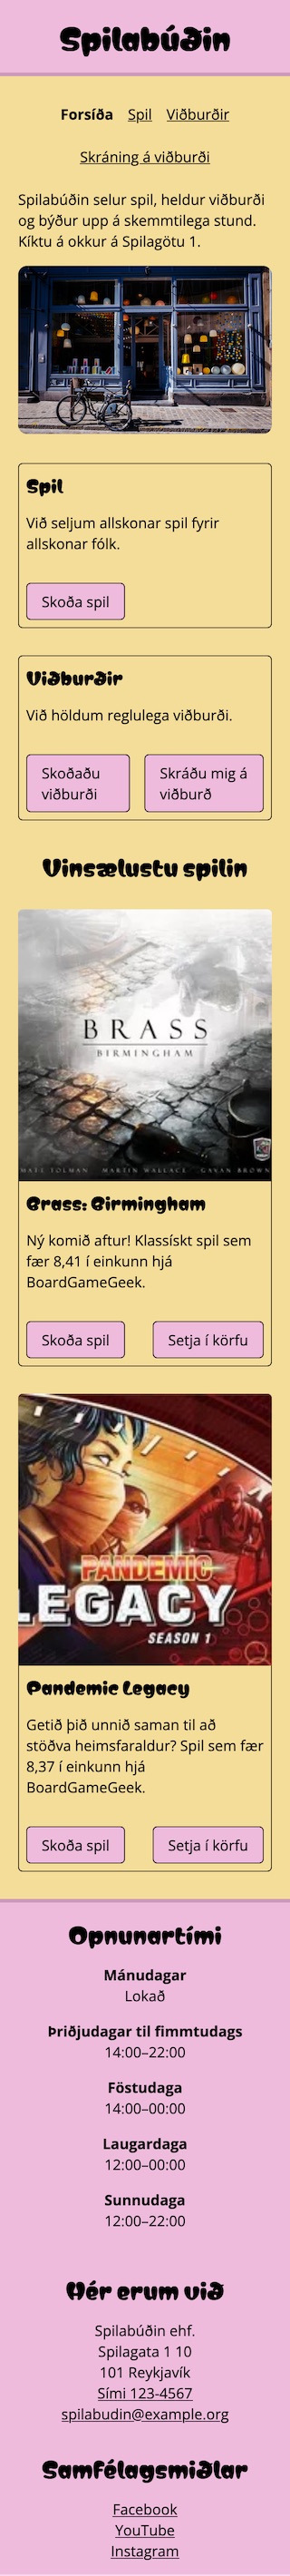 Spilabúðin
Forsíða Spil Viðburðir
Skráning á viðburði
Spilabúðin selur spil, heldur viðburði
og býður upp á skemmtilega stund.
Kíktu á okkur á Spilagötu 1.
Spil
Við seljum allskonar spil fyrir
allskonar fólk.
Skoða spil
Viðburðir
Við höldum reglulega viðburði.
Skoðaðu
viðburði
Skráðu mig á
viðburð
Vinsælustu spilin
BRASS
BIRMINGHAM
MATT TOLMAN MARTIN WALLACE GAVAN BROWN
Brass: Birmingham
Ný komið aftur! Klassískt spil sem
fær 8,41 í einkunn hjá
BoardGameGeek.
Skoða spil
Setja í körfu
PANDEMIC
LEGACY
SEASON 1
Pandemic Legacy
Getið þið unnið saman til að
stöðva heimsfaraldur? Spil sem fær
8,37 í einkunn hjá
BoardGameGeek.
Skoða spil
Setja í körfu
Opnunartími
Mánudagar
Lokað
Þriðjudagar til fimmtudags
14:00–22:00
Föstudaga
14:00–00:00
Laugardaga
12:00–00:00
Sunnudaga
12:00–22:00
Hér erum við
Spilabúðin ehf.
Spilagata 1 10
101 Reykjavík
Sími 123-4567
spilabudin@example.org
Samfélagsmiðlar
Facebook
YouTube
Instagram